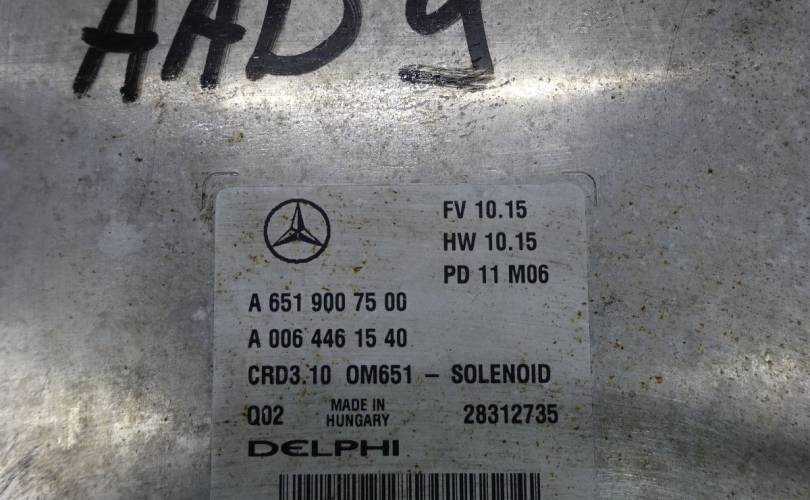 AAD9
FV 10.15
HW 10.15
PD 11 M06
A 651 900 75 00
A 006 446 15 40
CRD3.10 OM651 – SOLENOID
Q02 MADE IN HUNGARY 28312735
DELPHI